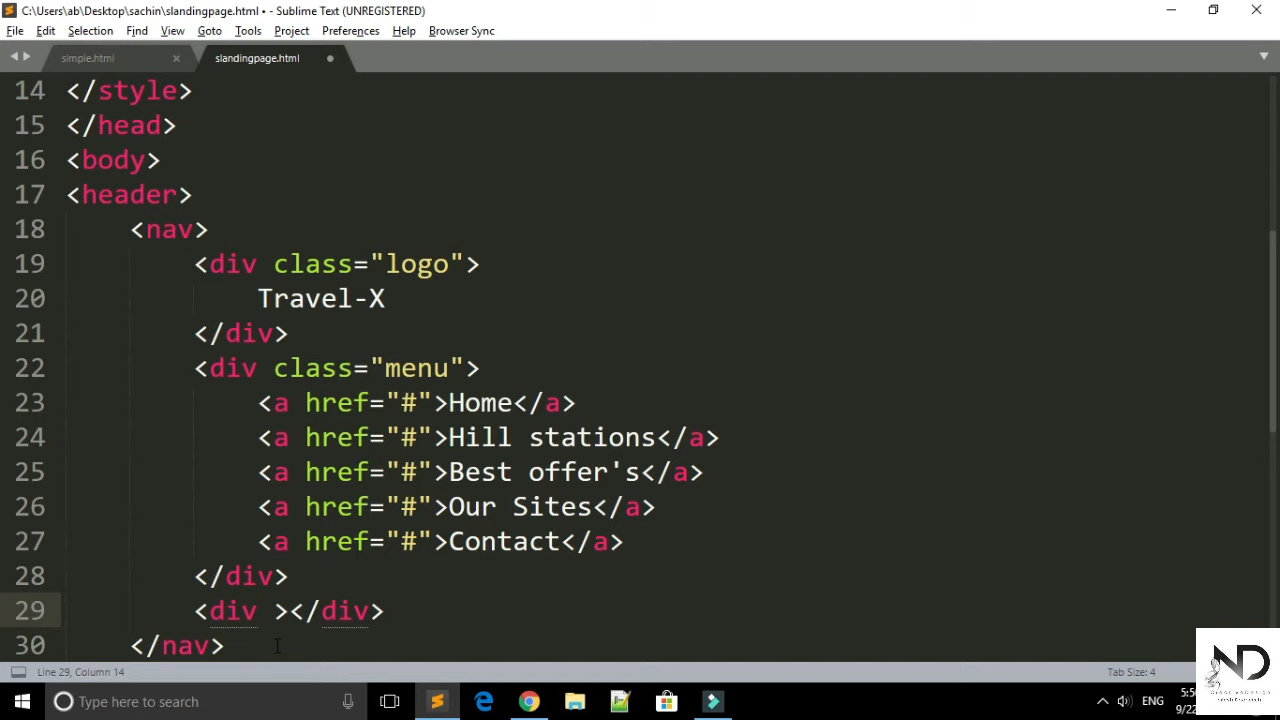 C:\Users\ab\Desktop\sachin\slandingpage.html • - Sublime Text (UNREGISTERED)
File Edit Selection Find View Goto Tools Project Preferences Help Browser Sync
simple.html slandingpage.html
14 </style>
15 </head>
16 <body>
17 <header>
18 <nav>
19 <div class="logo">
20 Travel-X
21 </div>
22 <div class="menu">
23 <a href="#">Home</a>
24 <a href="#">Hill stations</a>
25 <a href="#">Best offer's</a>
26 <a href="#">Our Sites</a>
27 <a href="#">Contact</a>
28 </div>
29 <div ></div>
30 </nav>
Line 29, Column 14 Tab Size: 4
Type here to search
ENG
ND